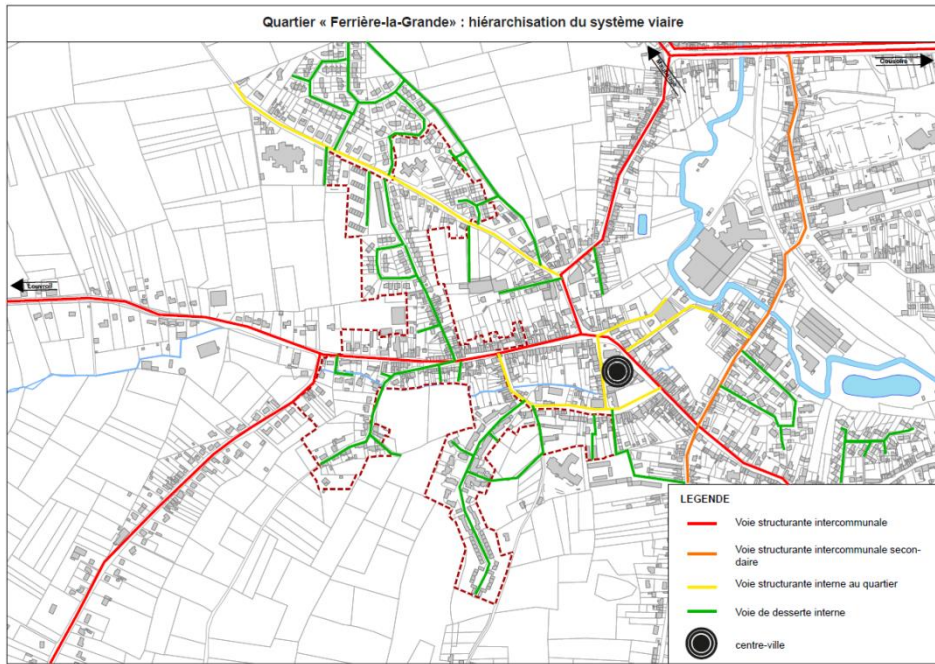 Quartier « Ferrière-la-Grande» : hiérarchisation du système viaire
Cousolre
Louvroil
LEGENDE
Voie structurante intercommunale
Voie structurante intercommunale secon-
daire
Voie structurante interne au quartier
Voie de desserte interne
centre-ville